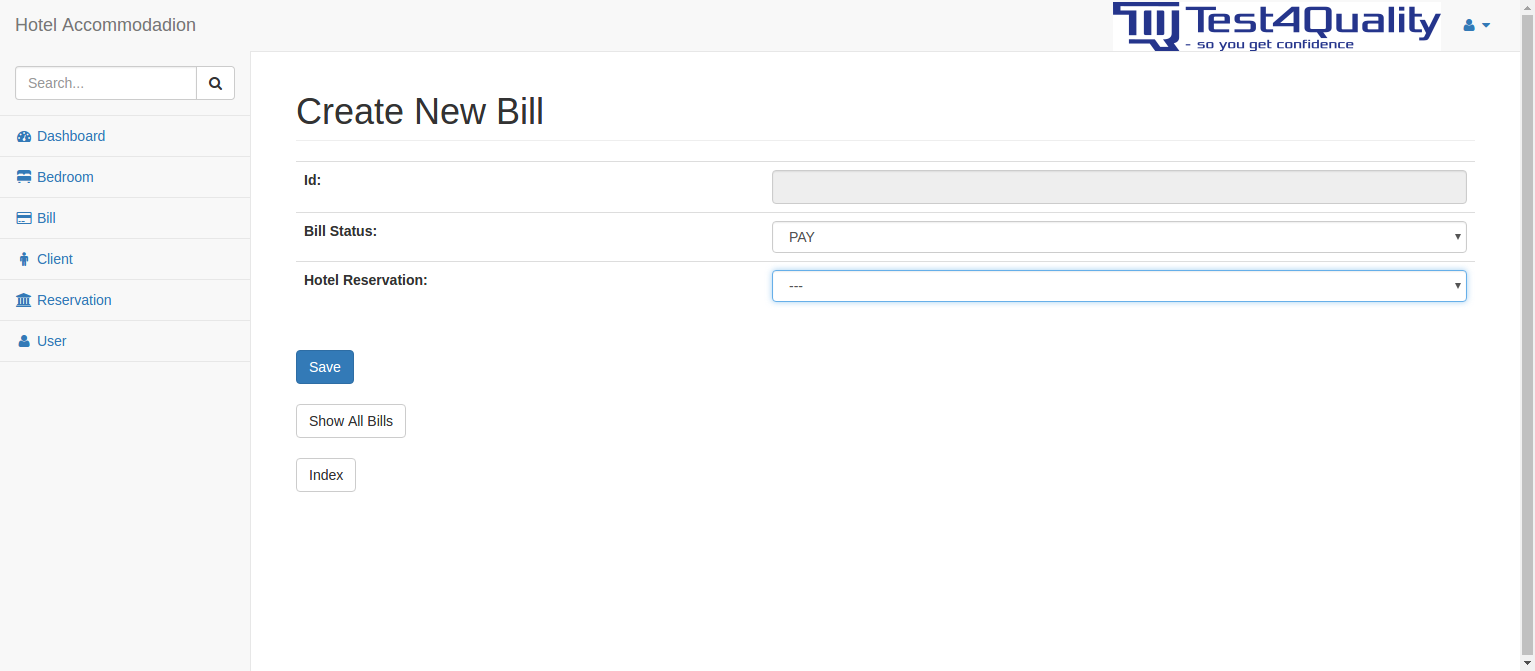 Hotel Accommodadion
Test4Quality
- so you get confidence
Search...
Dashboard
Bedroom
Bill
Client
Reservation
User
Create New Bill
Id:
Bill Status:
PAY
Hotel Reservation:
---
Save
Show All Bills
Index